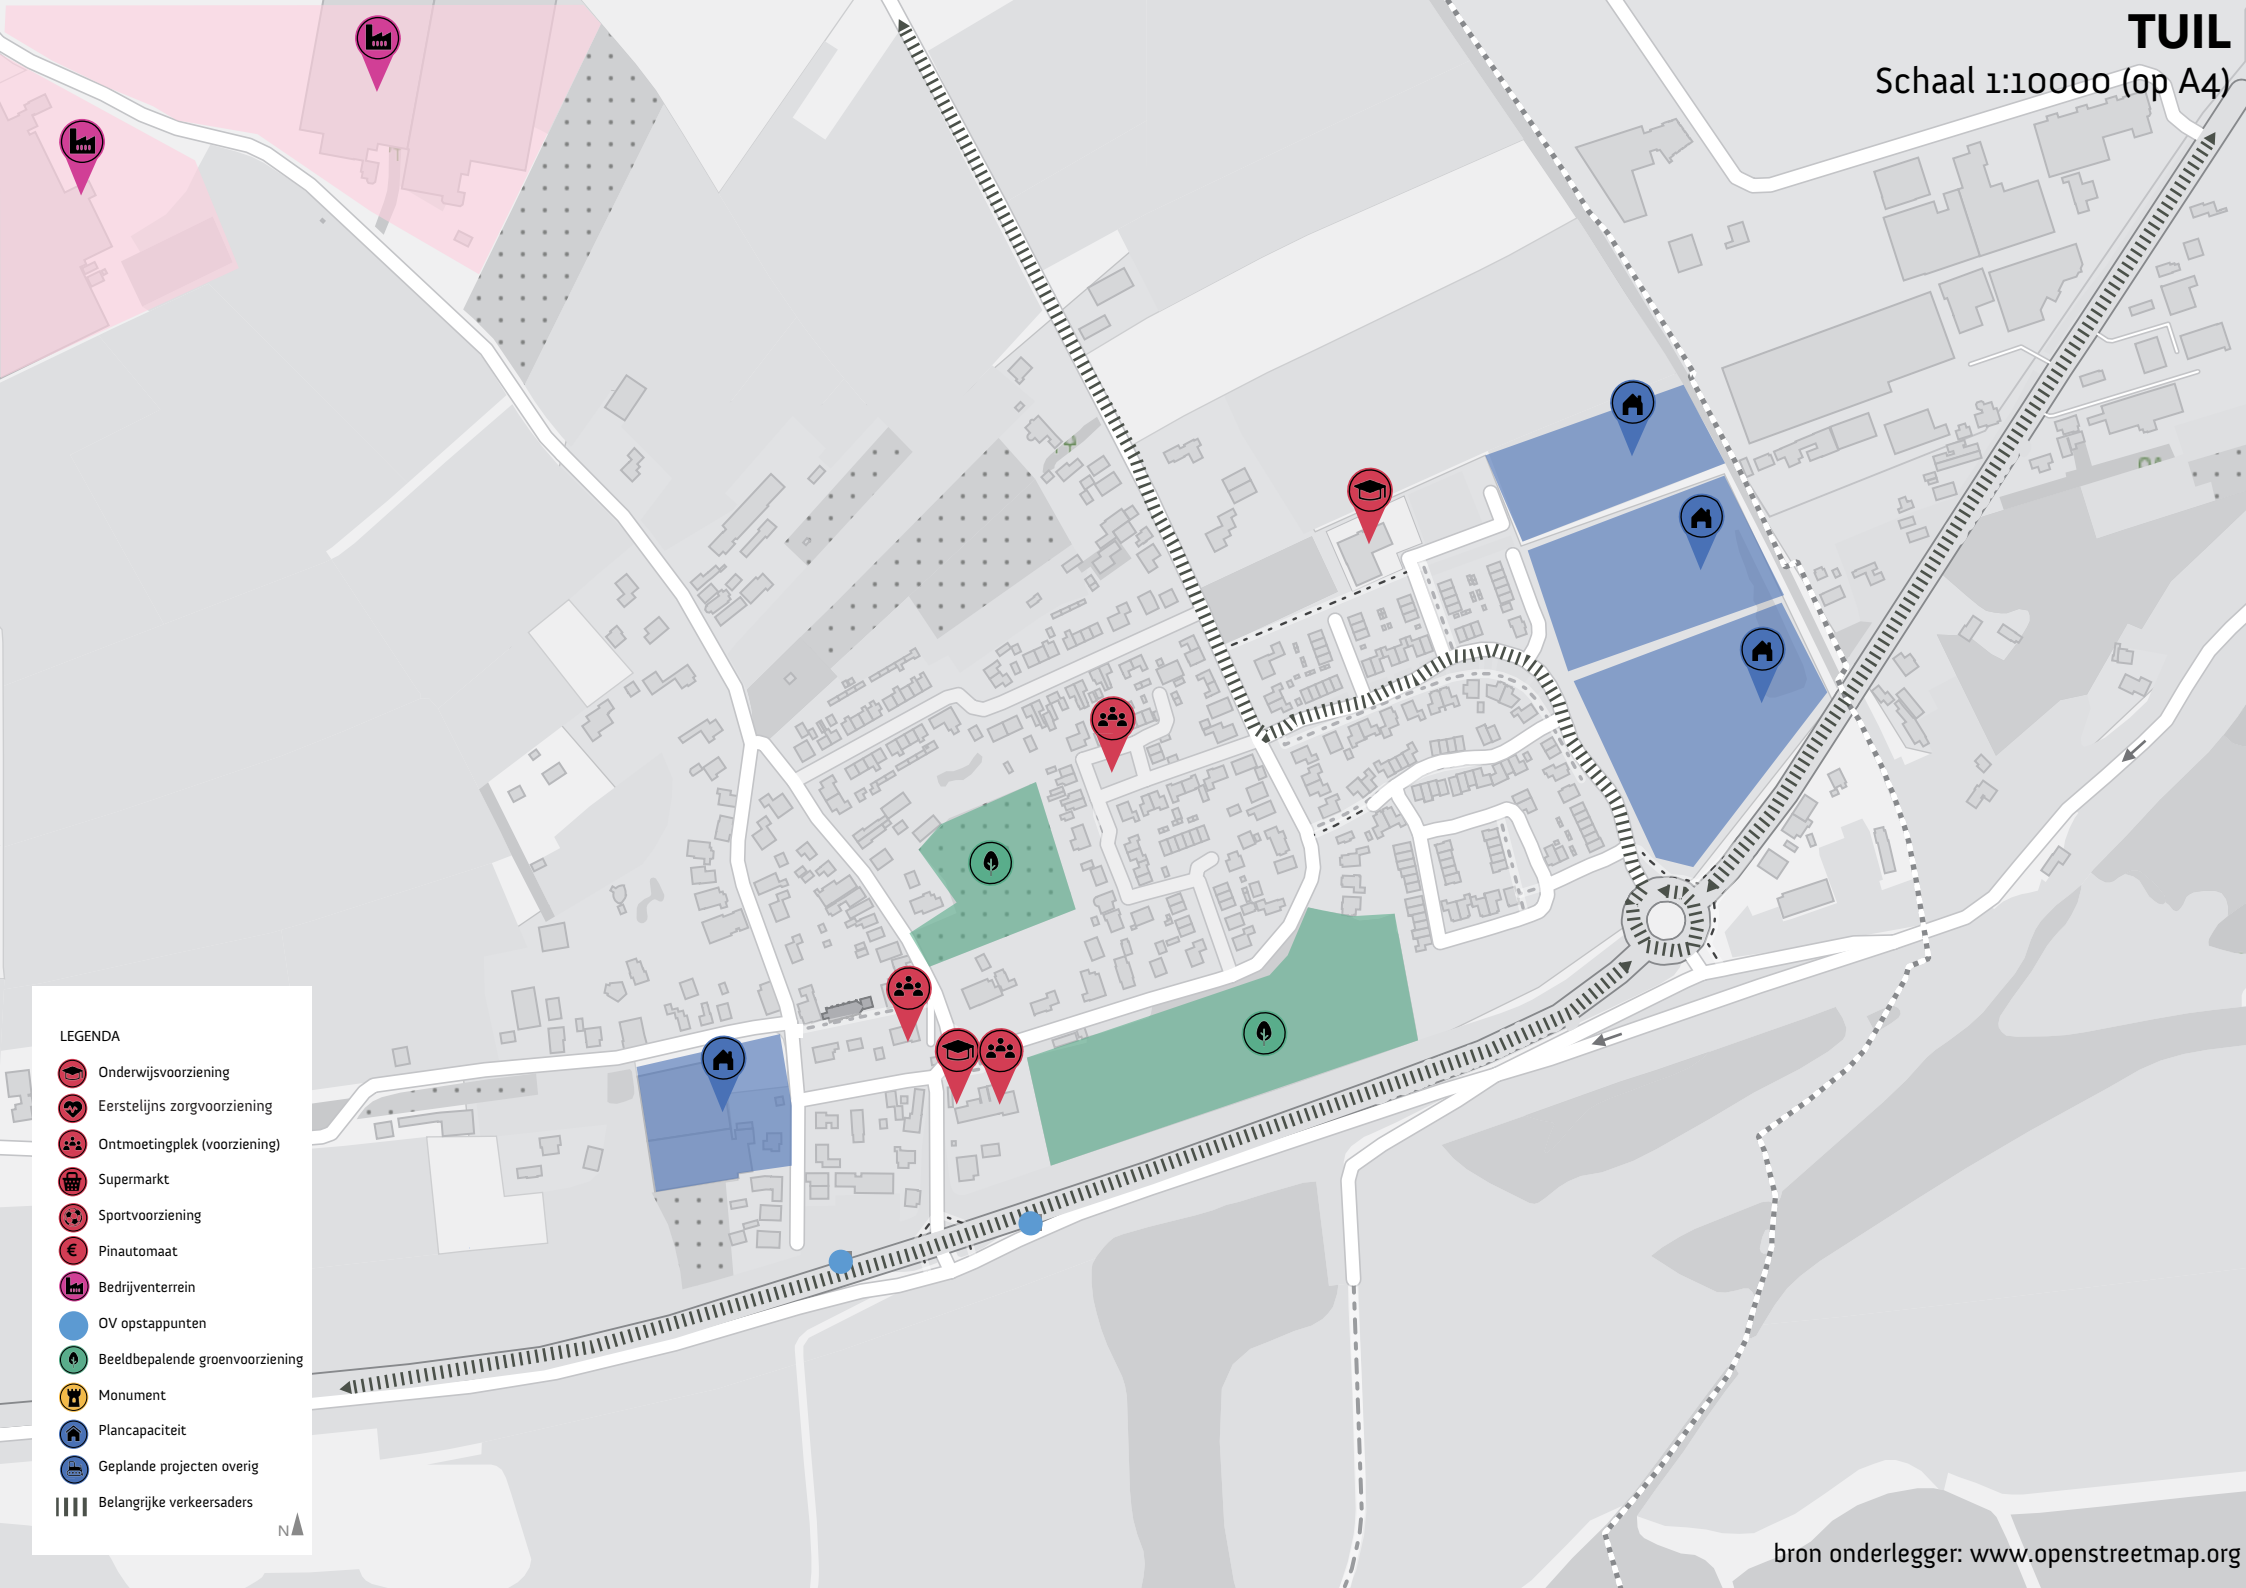 TUIL
Schaal 1:10000 (op A4)
LEGENDA
Onderwijsvoorziening
Eerstelijns zorgvoorziening
Ontmoetingplek (voorziening)
Supermarkt
Sportvoorziening
Pinautomaat
Bedrijventerrein
OV opstappunten
Beeldbepalende groenvoorziening
Monument
Plancapaciteit
Geplande projecten overig
Belangrijke verkeersaders
N
bron onderlegger: www.openstreetmap.org